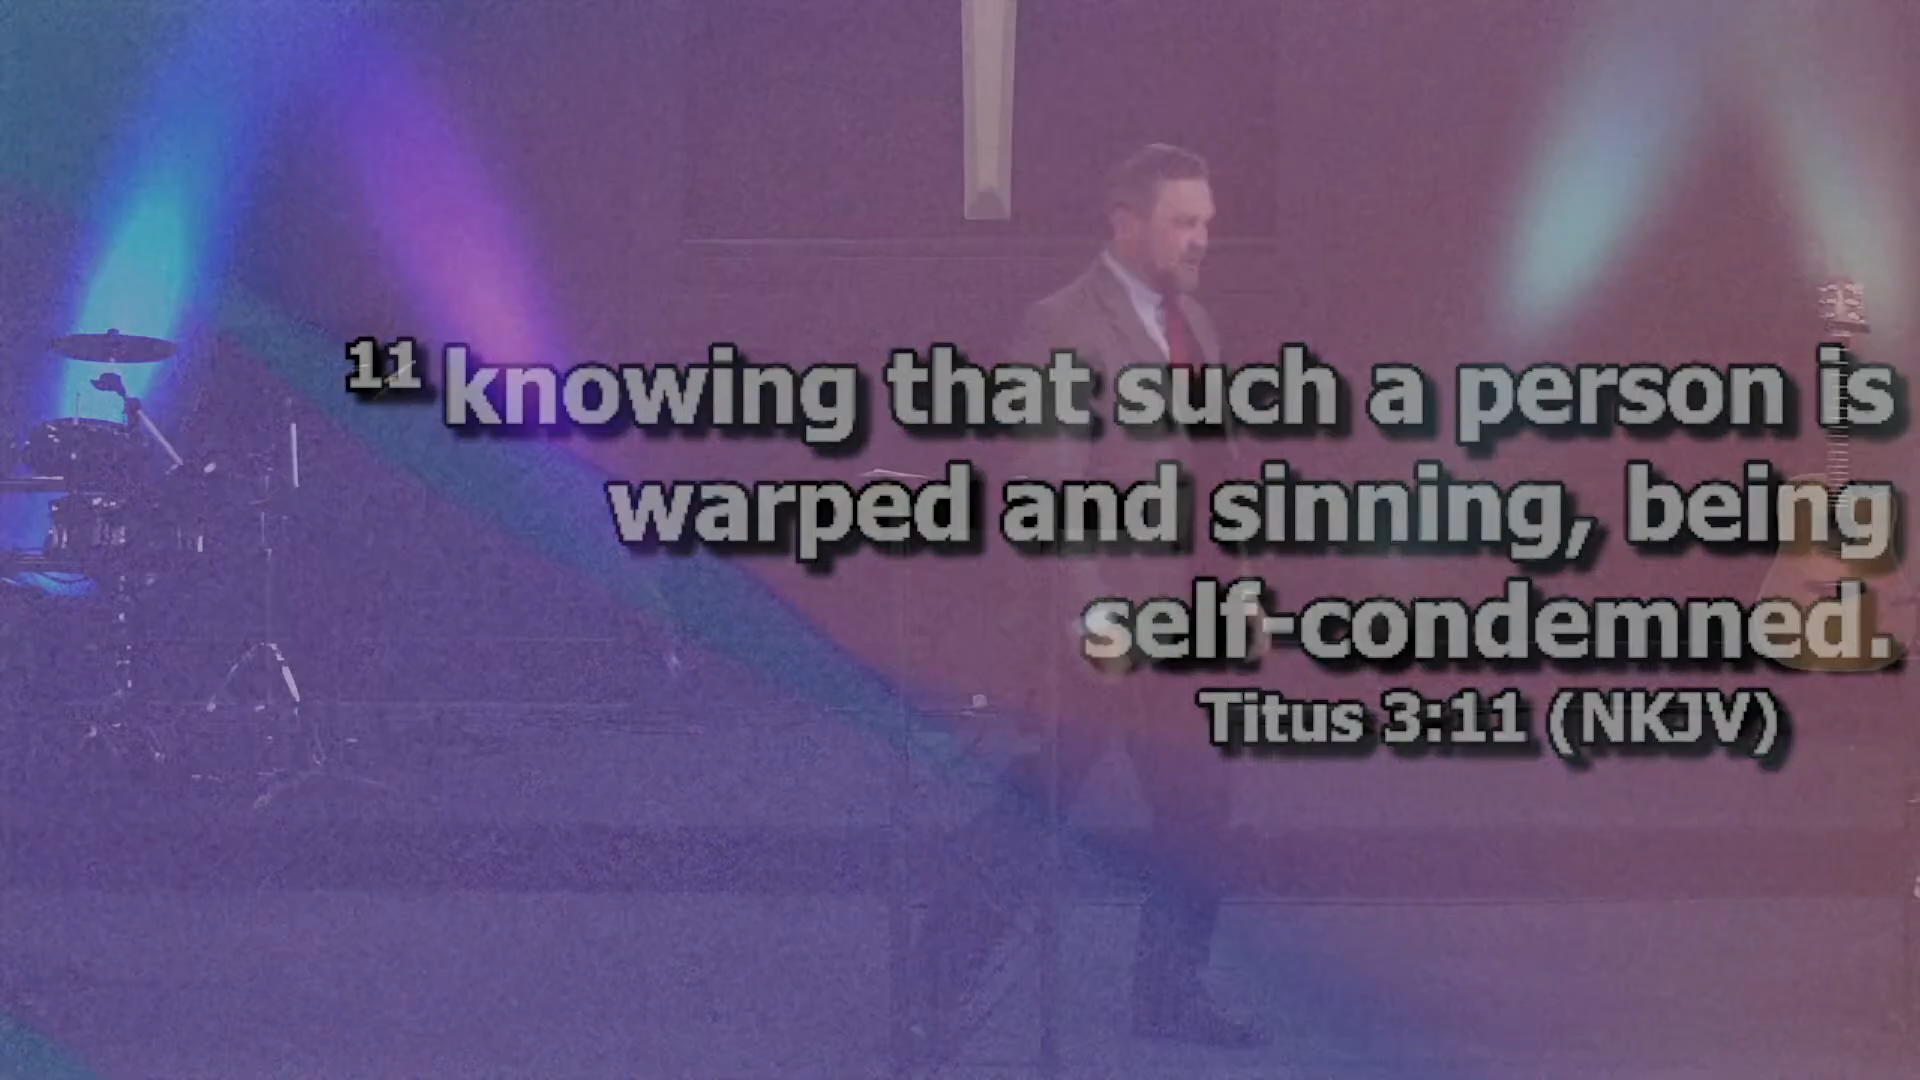 11 knowing that such a person is
warped and sinning, being
self-condemned.
Titus 3:11 (NKJV)